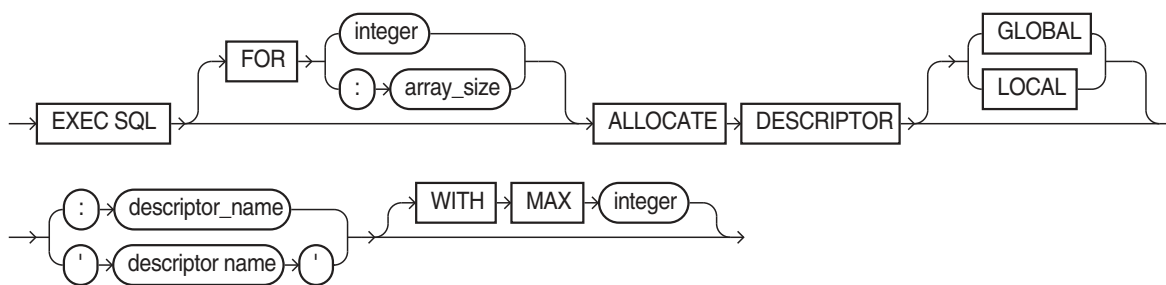 FOR integer GLOBAL
: array_size LOCAL
EXEC SQL ALLOCATE DESCRIPTOR
: descriptor_name WITH MAX integer
' descriptor name '